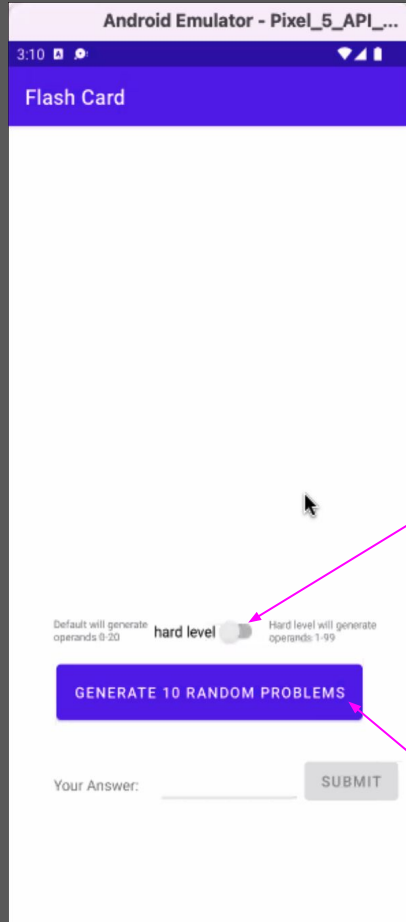 Android Emulator - Pixel_5_API_...
3:10
Flash Card
Default will generate
operands 0-20
hard level
Hard level will generate
operands 1-99
GENERATE 10 RANDOM PROBLEMS
Your Answer:
SUBMIT